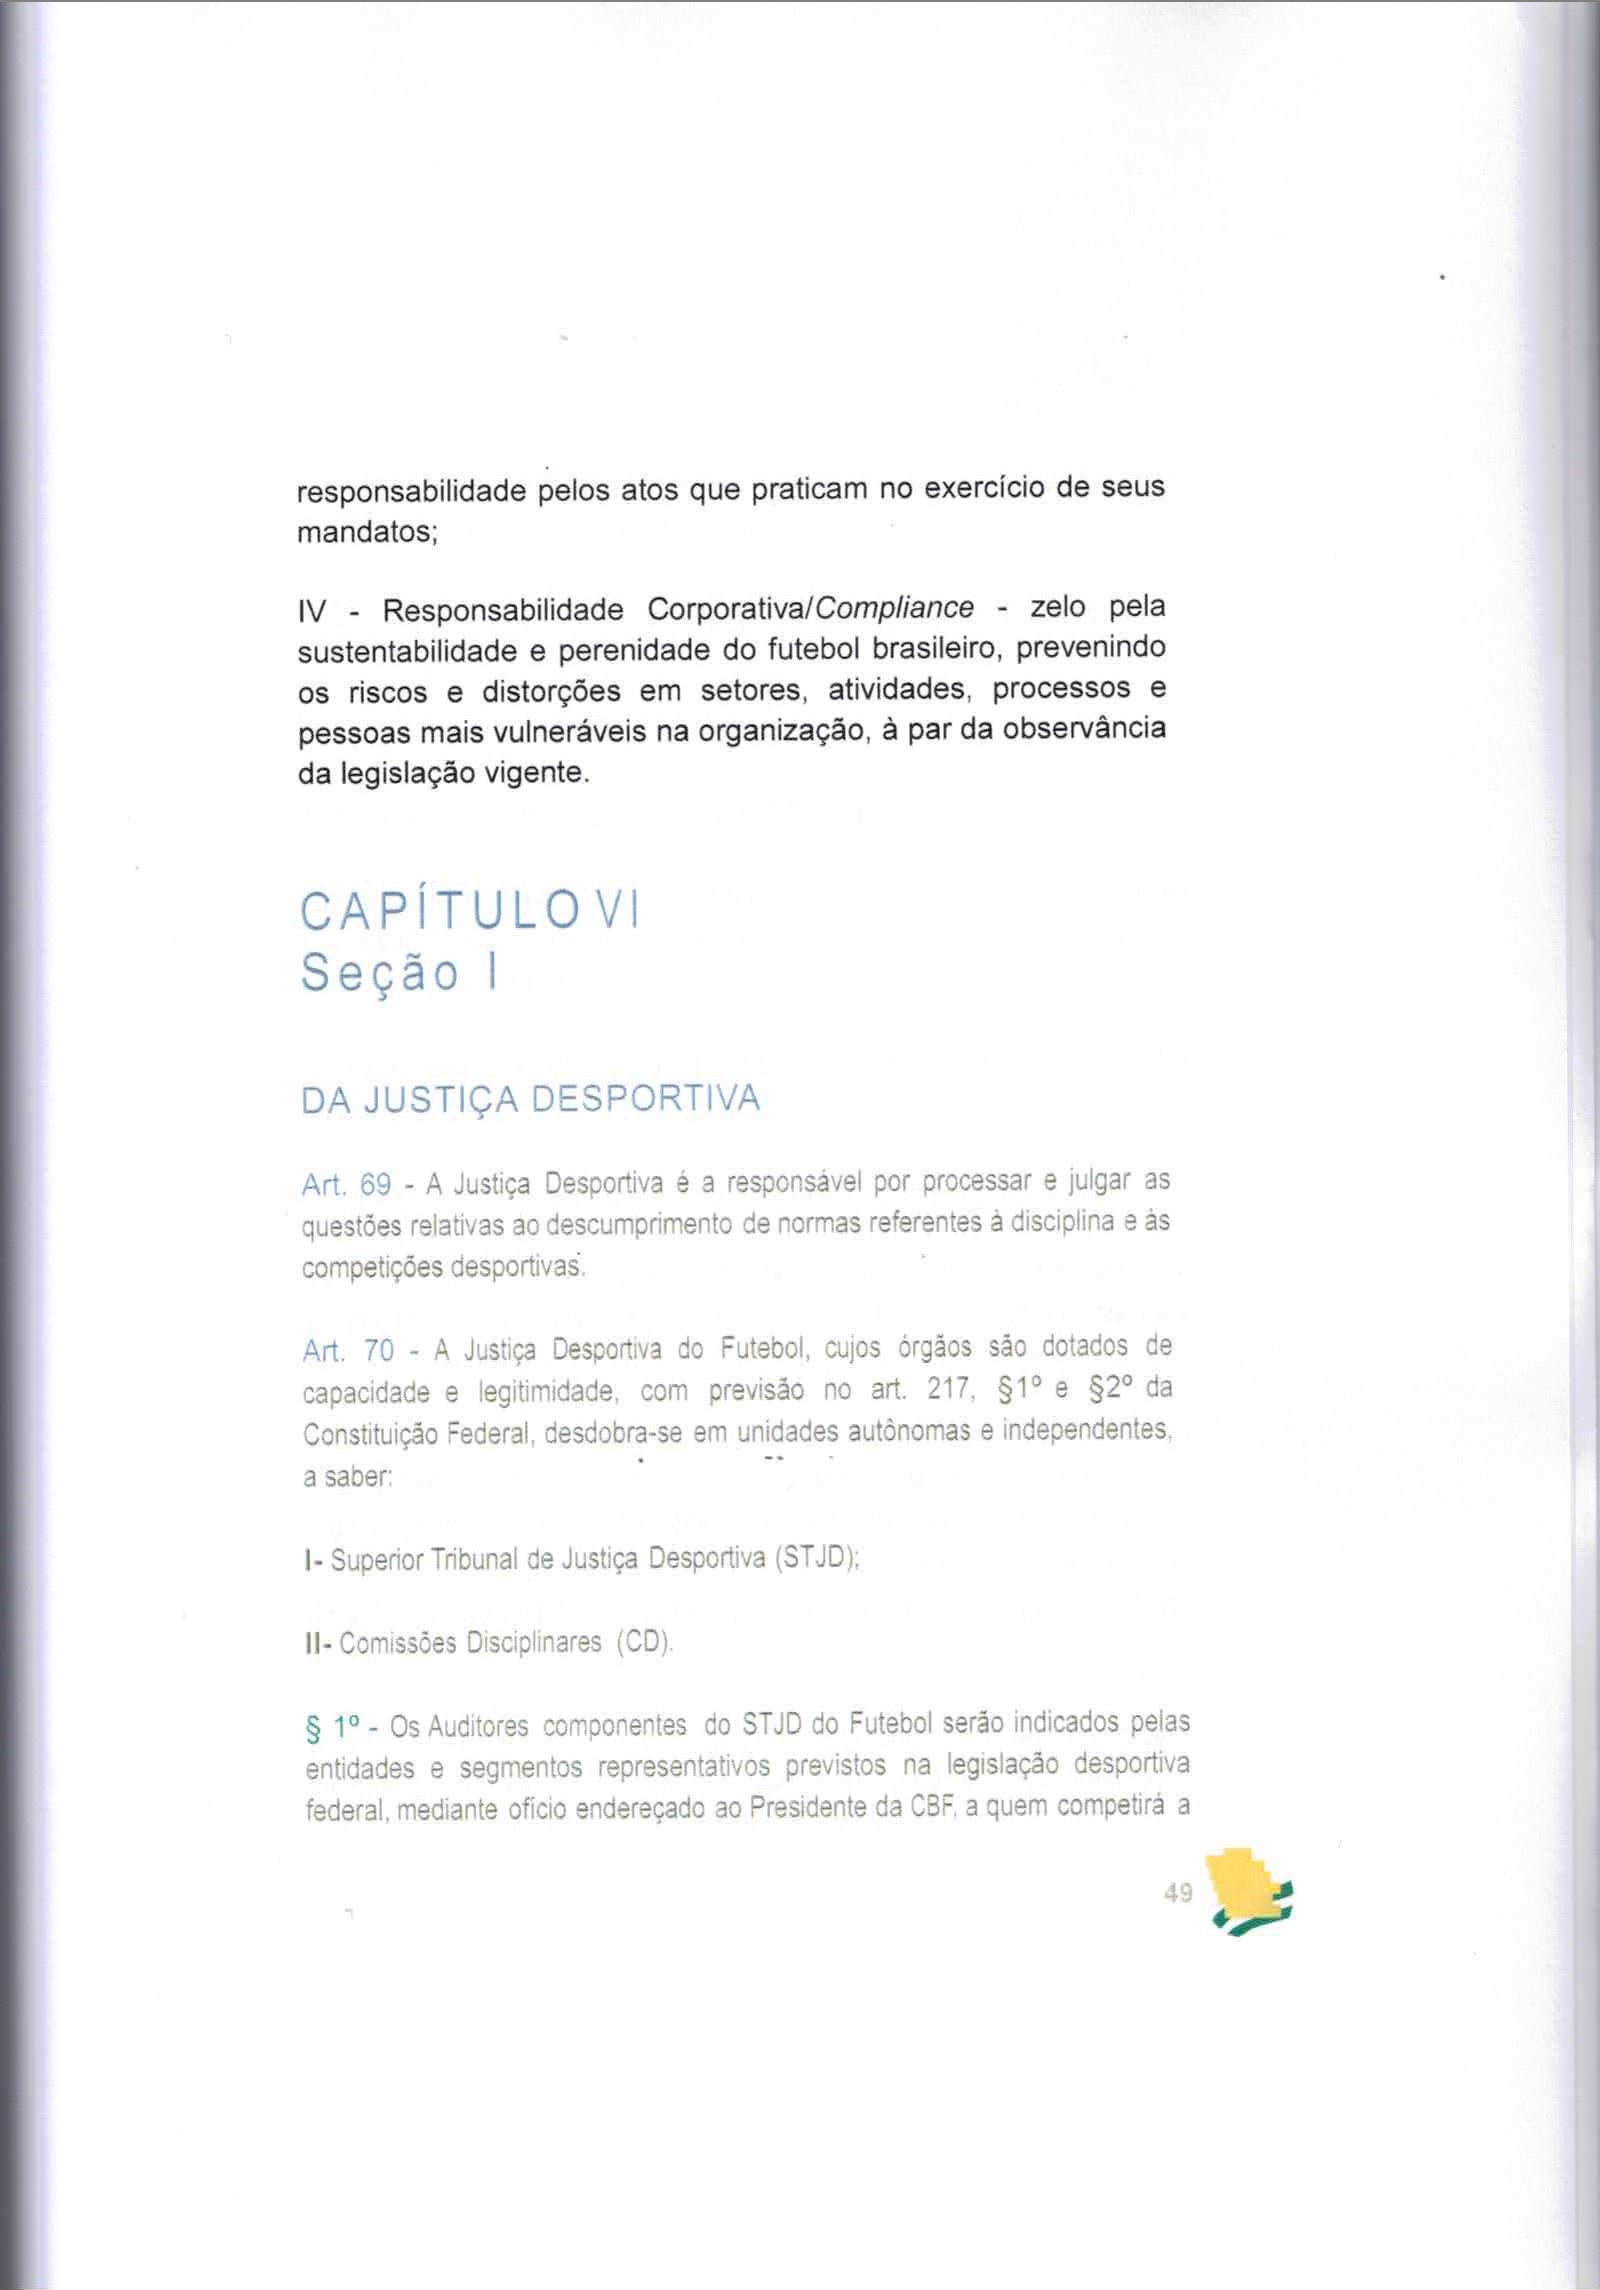 responsabilidade pelos atos que praticam no exercício de seus
mandatos;
IV - Responsabilidade Corporativa/Compliance - zelo pela
sustentabilidade e perenidade do futebol brasileiro, prevenindo
os riscos e distorções em setores, atividades, processos e
pessoas mais vulneráveis na organização, à par da observância
da legislação vigente.
CAPÍTULO VI
Seção I
DA JUSTIÇA DESPORTIVA
Art. 69 - A Justiça Desportiva é a responsável por processar e julgar as
questões relativas ao descumprimento de normas referentes à disciplina e às
competições desportivas.
Art. 70 - A Justiça Desportiva do Futebol, cujos órgãos são dotados de
capacidade e legitimidade, com previsão no art. 217, §1º e §2º da
Constituição Federal, desdobra-se em unidades autônomas e independentes,
a saber:
I- Superior Tribunal de Justiça Desportiva (STJD);
II- Comissões Disciplinares (CD).
§ 1º - Os Auditores componentes do STJD do Futebol serão indicados pelas
entidades e segmentos representativos previstos na legislação desportiva
federal, mediante ofício endereçado ao Presidente da CBF, a quem competirá a
49